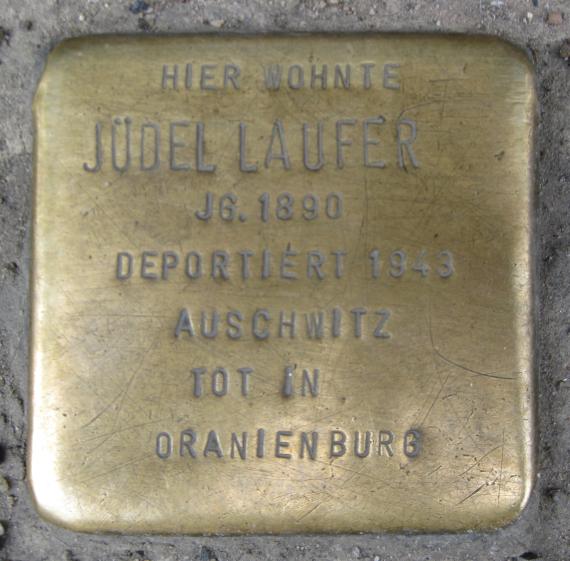 HIER WOHNTE
JÜDEL LAUFER
JG. 1890
DEPORTIERT 1943
AUSCHWITZ
TOT IN
ORANIENBURG